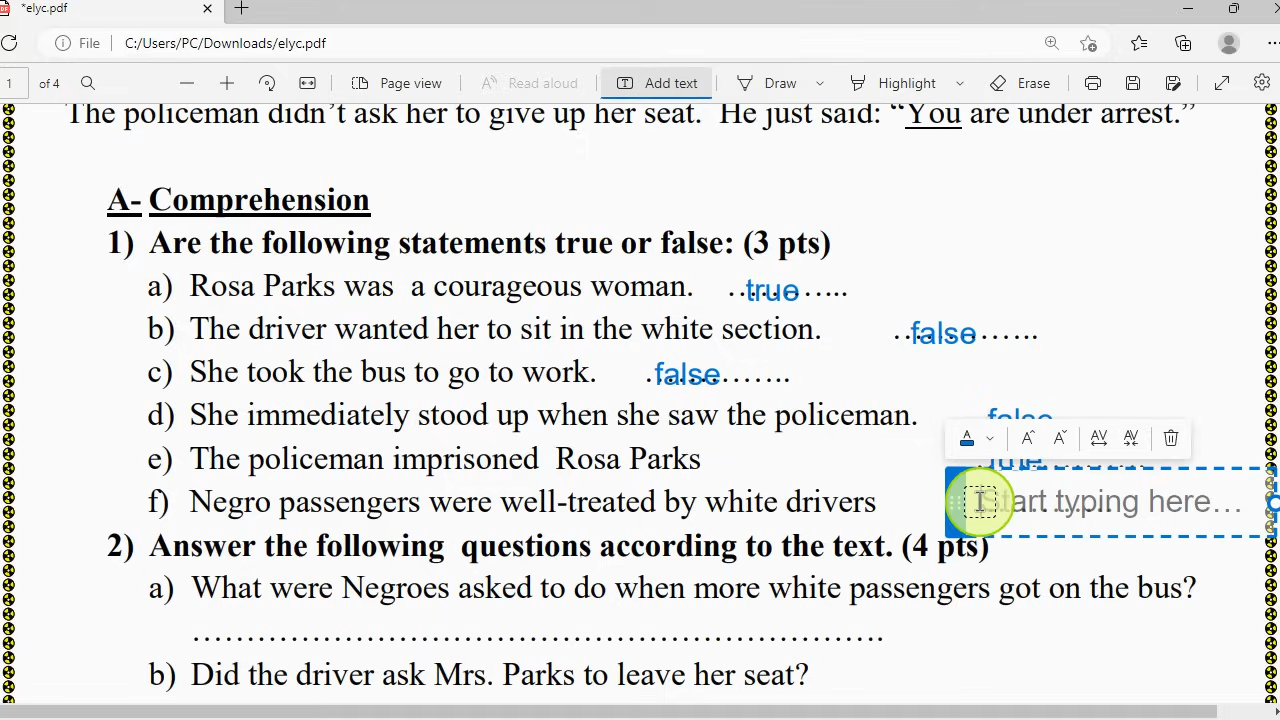 *elyc.pdf
File C:/Users/PC/Downloads/elyc.pdf
1 of 4 Page view Read aloud Add text Draw Highlight Erase
The policeman didn't ask her to give up her seat. He just said: "You are under arrest."
A- Comprehension
1) Are the following statements true or false: (3 pts)
a) Rosa Parks was a courageous woman. ………….. true
b) The driver wanted her to sit in the white section. ………….. false
c) She took the bus to go to work. ………….. false
d) She immediately stood up when she saw the policeman. false
e) The policeman imprisoned Rosa Parks true
f) Negro passengers were well-treated by white drivers Start typing here…
2) Answer the following questions according to the text. (4 pts)
a) What were Negroes asked to do when more white passengers got on the bus?
……………………………………………………….
b) Did the driver ask Mrs. Parks to leave her seat?